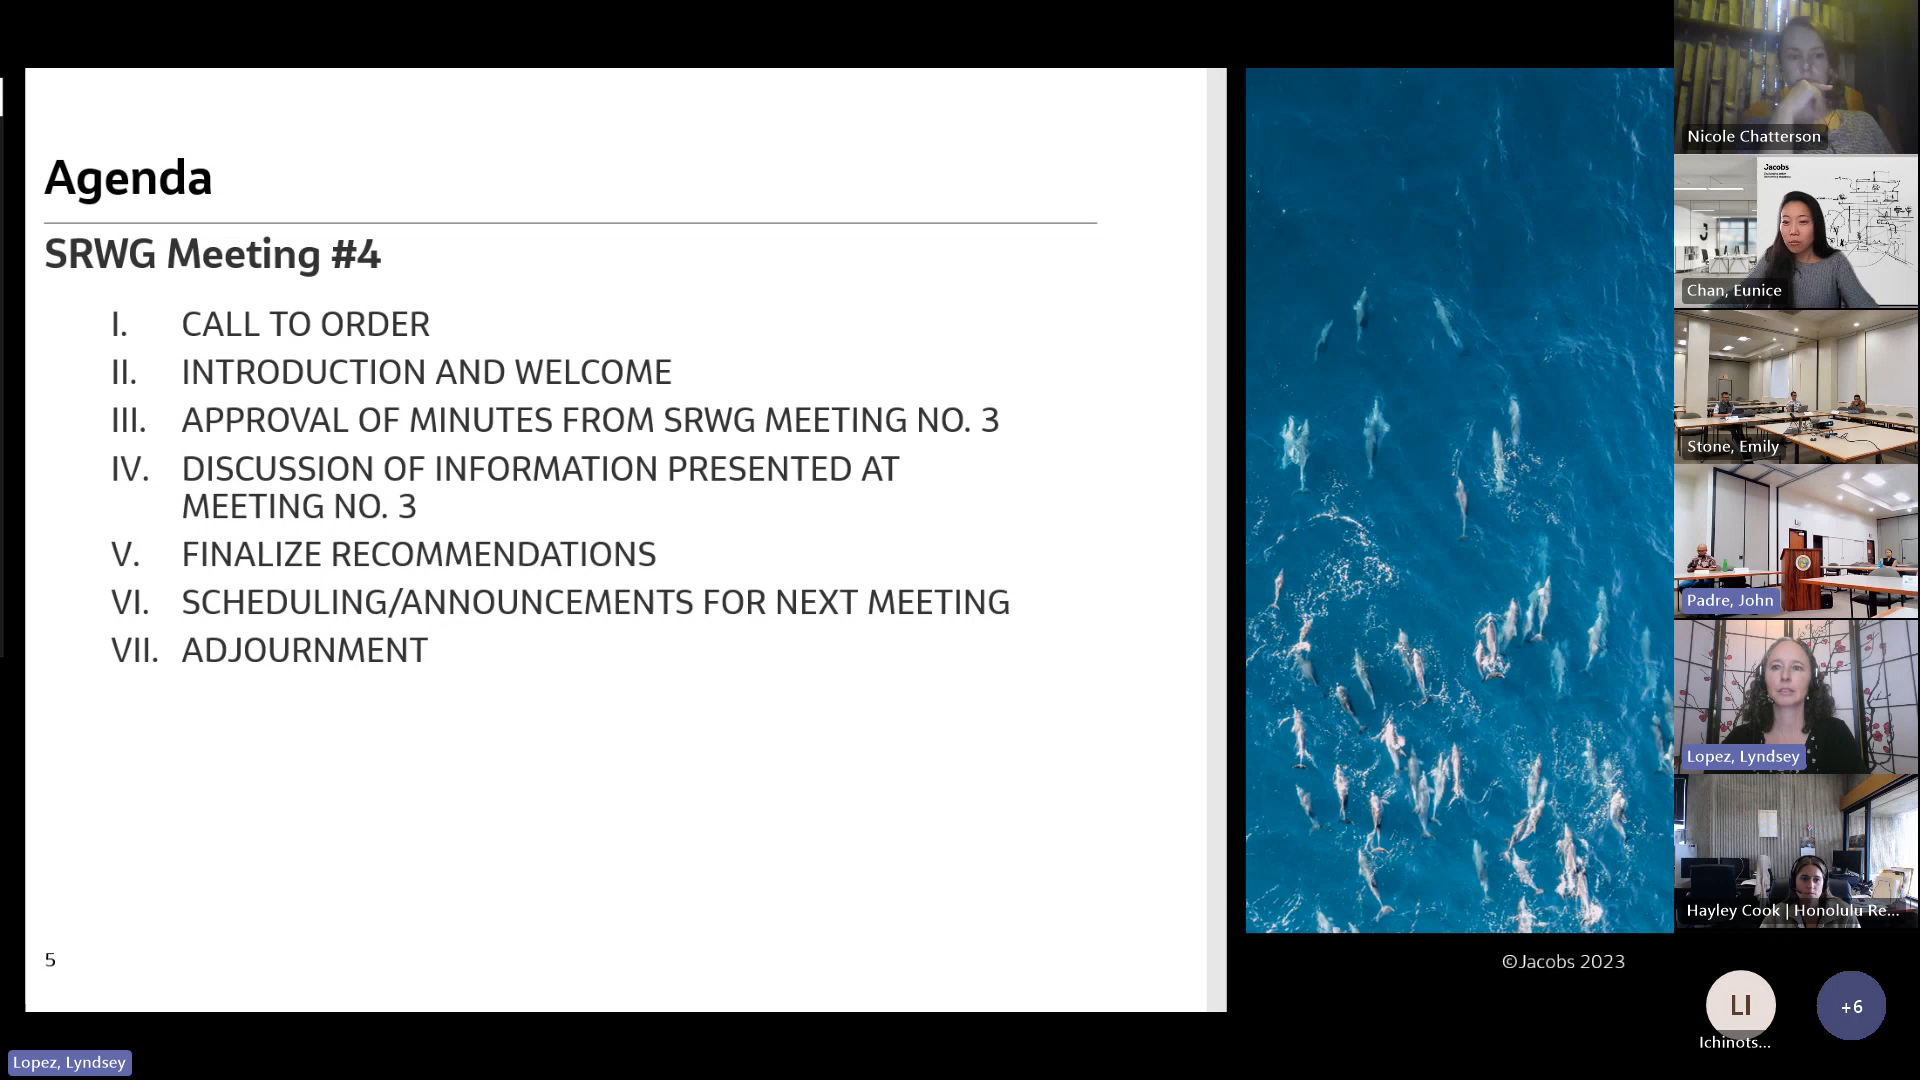 Agenda
SRWG Meeting #4
I. CALL TO ORDER
II. INTRODUCTION AND WELCOME
III. APPROVAL OF MINUTES FROM SRWG MEETING NO. 3
IV. DISCUSSION OF INFORMATION PRESENTED AT
MEETING NO. 3
V. FINALIZE RECOMMENDATIONS
VI. SCHEDULING/ANNOUNCEMENTS FOR NEXT MEETING
VII. ADJOURNMENT
5
©Jacobs 2023
Lopez, Lyndsey
Nicole Chatterson
Jacobs
Chan, Eunice
Stone, Emily
Padre, John
Lopez, Lyndsey
Hayley Cook | Honolulu Re...
LI
Ichinots...
+6